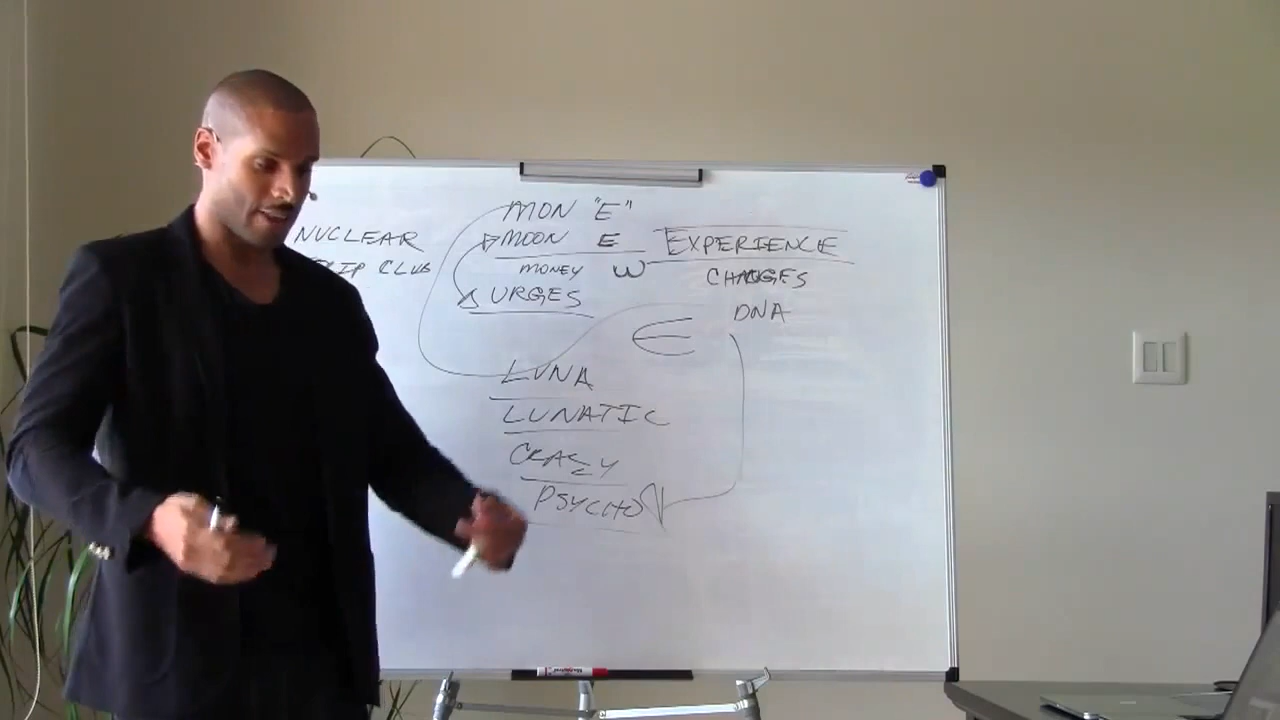 MON "E"
NUCLEAR
MOON E EXPERIENCE
CLUB
MONEY W CHANGES
URGES
DNA
E
LUNA
LUNATIC
CRAZY
PSYCHO